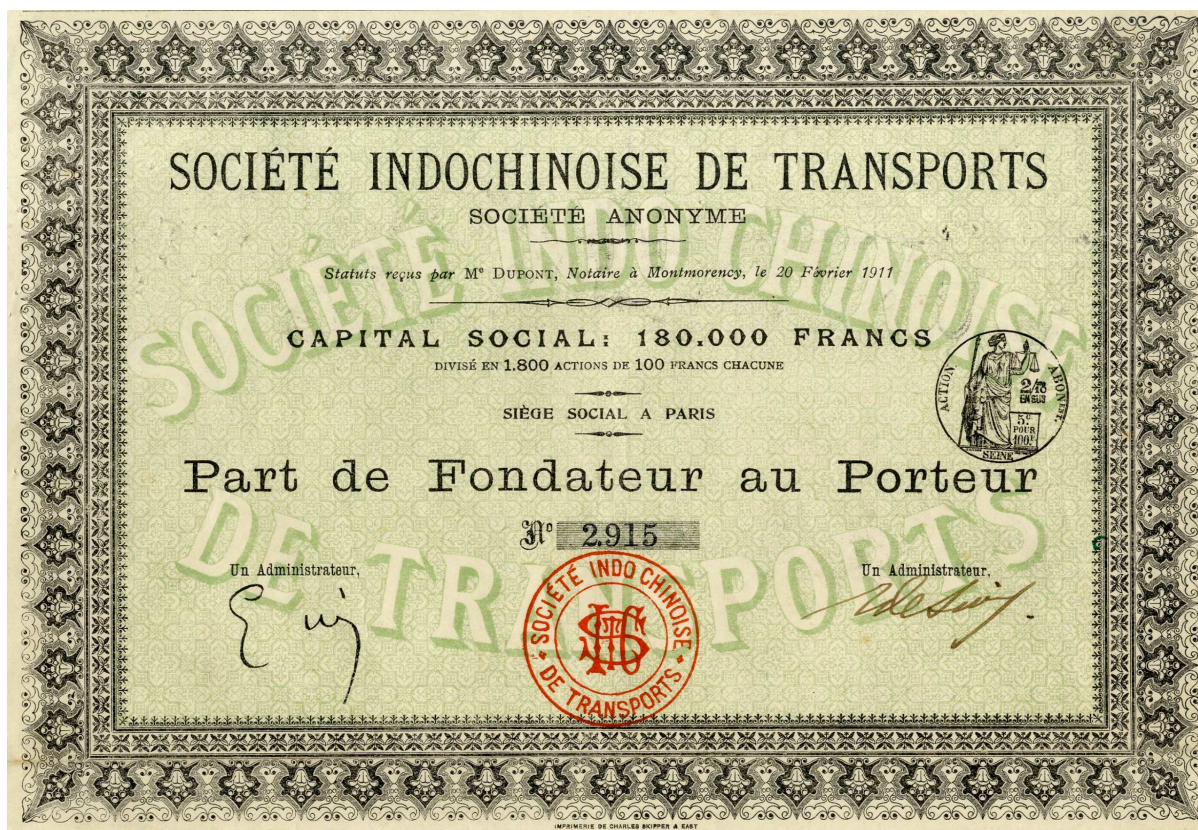 SOCIÉTÉ INDOCHINOISE DE TRANSPORTS
SOCIÉTÉ ANONYME
Statuts reçus par Mᵉ DUPONT, Notaire à Montmorency, le 20 Février 1911
SOCIÉTÉ INDO CHINOISE
CAPITAL SOCIAL: 180.000 FRANCS
DIVISÉ EN 1.800 ACTIONS DE 100 FRANCS CHACUNE
SIÈGE SOCIAL A PARIS
ACTION
ABONEST.
2/10
EN SUS
5ᶜ
POUR
100ᶠ
SEINE
Part de Fondateur au Porteur
Nº 2.915
DE TRANSPORTS
Un Administrateur,
Un Administrateur,
SOCIÉTÉ INDO CHINOISE
DE TRANSPORTS
IMPRIMERIE DE CHARLES SKIPPER & EAST